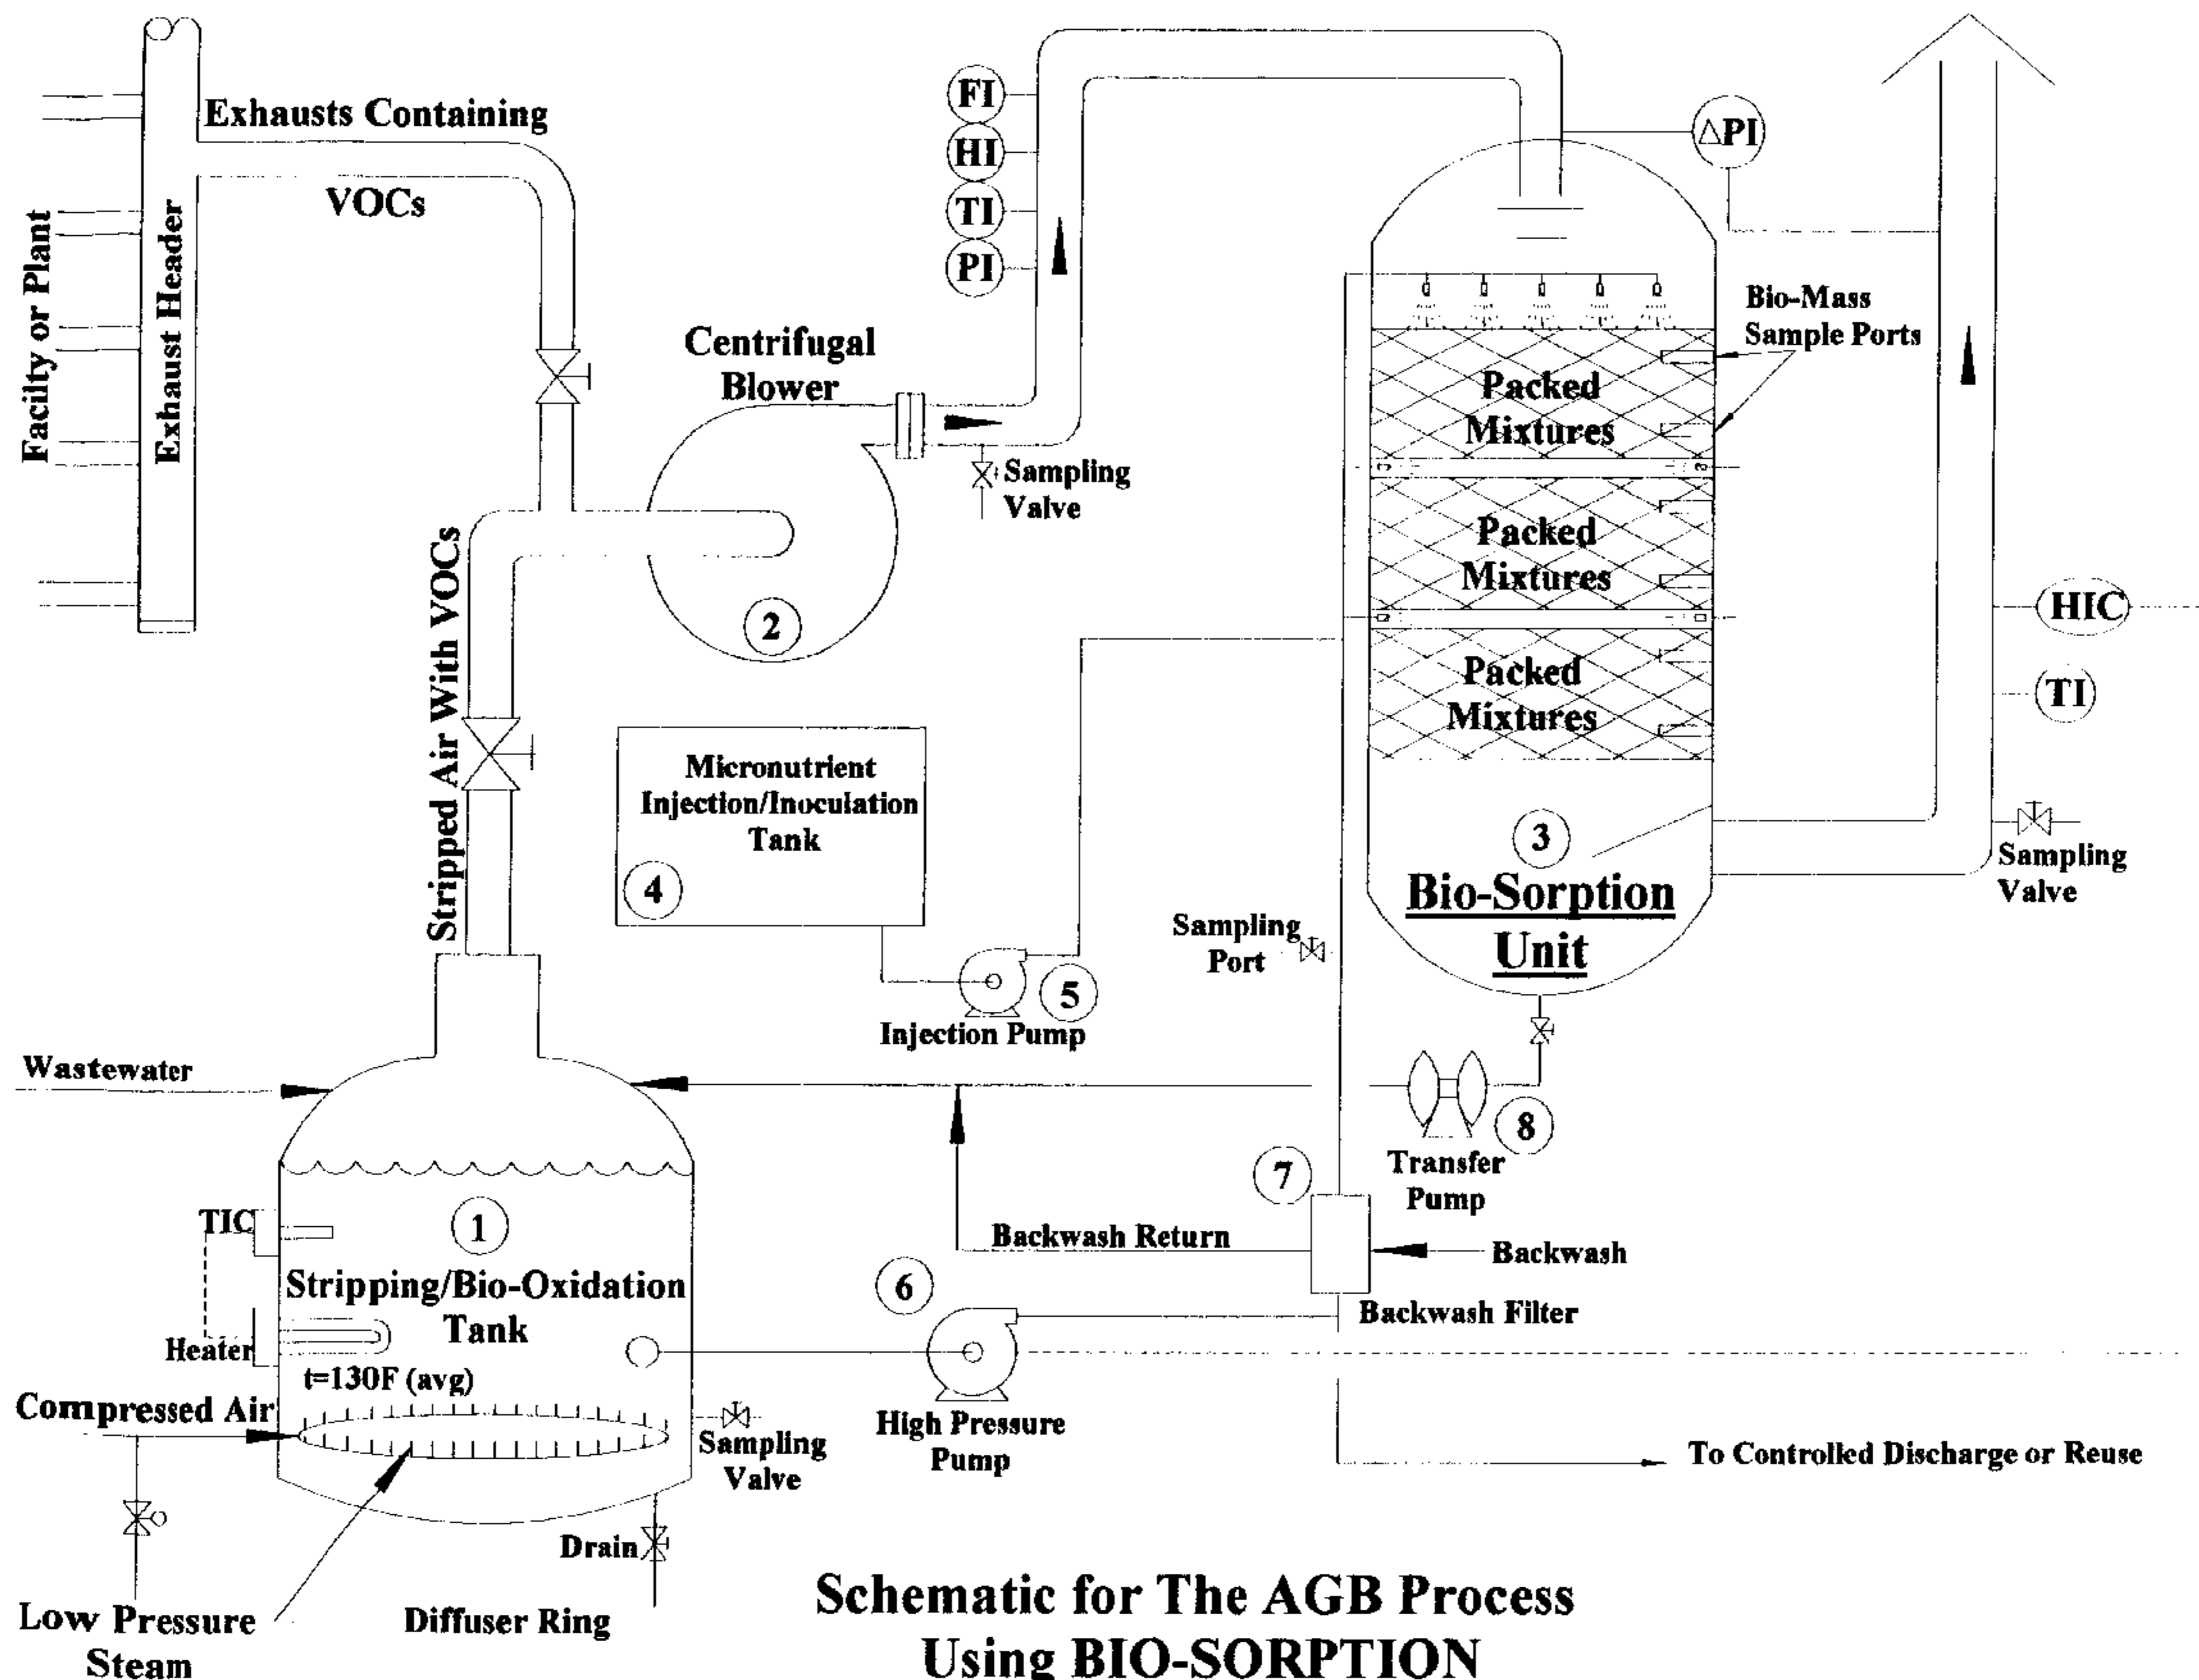 Exhausts Containing
VOCs
Facility or Plant
Exhaust Header
FI
HI
TI
PI
△PI
Centrifugal
Blower
2
Sampling
Valve
Stripped Air With VOCs
Bio-Mass
Sample Ports
Packed
Mixtures
Packed
Mixtures
Packed
Mixtures
HIC
TI
3
Bio-Sorption
Unit
Sampling
Valve
Micronutrient
Injection/Inoculation
Tank
4
5
Injection Pump
Sampling
Port
Wastewater
8
Transfer
Pump
7
Backwash Return
Backwash
Backwash Filter
TIC
1
Stripping/Bio-Oxidation
Tank
Heater
t=130F (avg)
Compressed Air
6
High Pressure
Pump
Sampling
Valve
To Controlled Discharge or Reuse
Drain
Low Pressure
Steam
Diffuser Ring
Schematic for The AGB Process
Using BIO-SORPTION